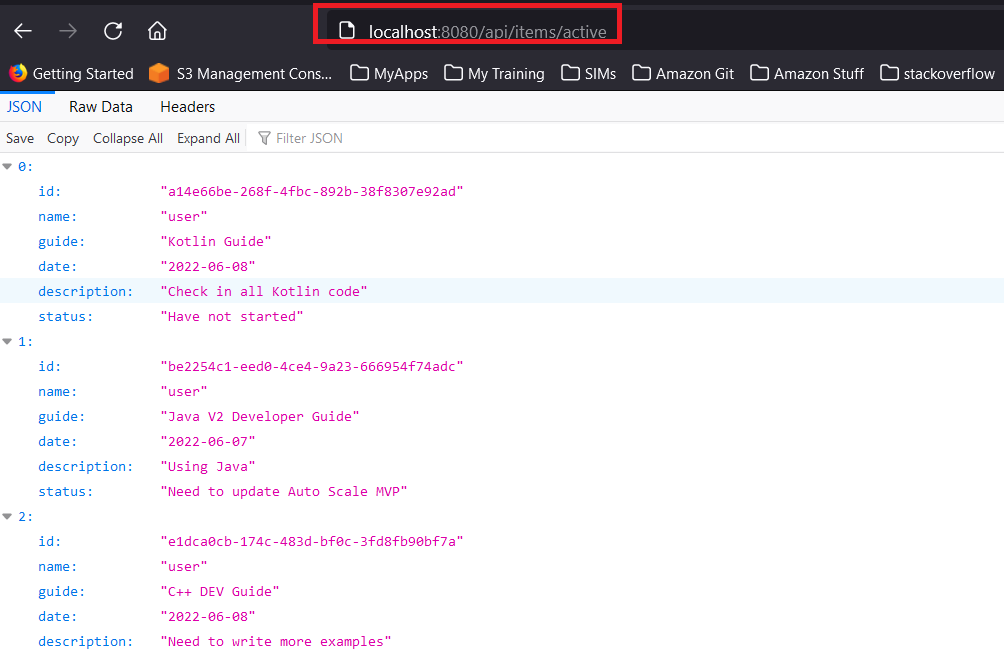 localhost:8080/api/items/active
Getting Started S3 Management Cons... MyApps My Training SIMs Amazon Git Amazon Stuff stackoverflow
JSON Raw Data Headers
Save Copy Collapse All Expand All Filter JSON
0:
id: "a14e66be-268f-4fbc-892b-38f8307e92ad"
name: "user"
guide: "Kotlin Guide"
date: "2022-06-08"
description: "Check in all Kotlin code"
status: "Have not started"
1:
id: "be2254c1-eed0-4ce4-9a23-666954f74adc"
name: "user"
guide: "Java V2 Developer Guide"
date: "2022-06-07"
description: "Using Java"
status: "Need to update Auto Scale MVP"
2:
id: "e1dca0cb-174c-483d-bf0c-3fd8fb90bf7a"
name: "user"
guide: "C++ DEV Guide"
date: "2022-06-08"
description: "Need to write more examples"